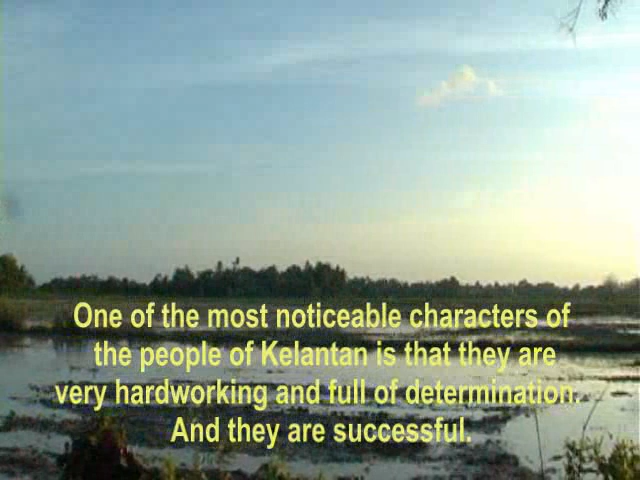 One of the most noticeable characters of
the people of Kelantan is that they are
very hardworking and full of determination.
And they are successful.